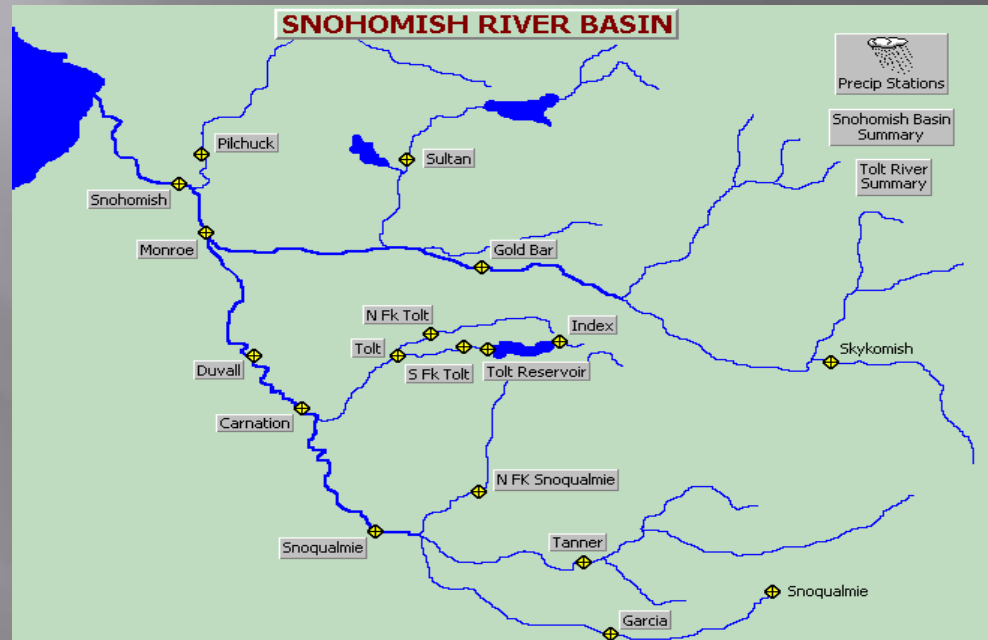 SNOHOMISH RIVER BASIN
Precip Stations
Snohomish Basin
Summary
Tolt River
Summary
Pilchuck
Sultan
Snohomish
Monroe
Gold Bar
N Fk Tolt
Index
Tolt
Skykomish
Duvall
S Fk Tolt
Tolt Reservoir
Carnation
N FK Snoqualmie
Snoqualmie
Tanner
Snoqualmie
Garcia